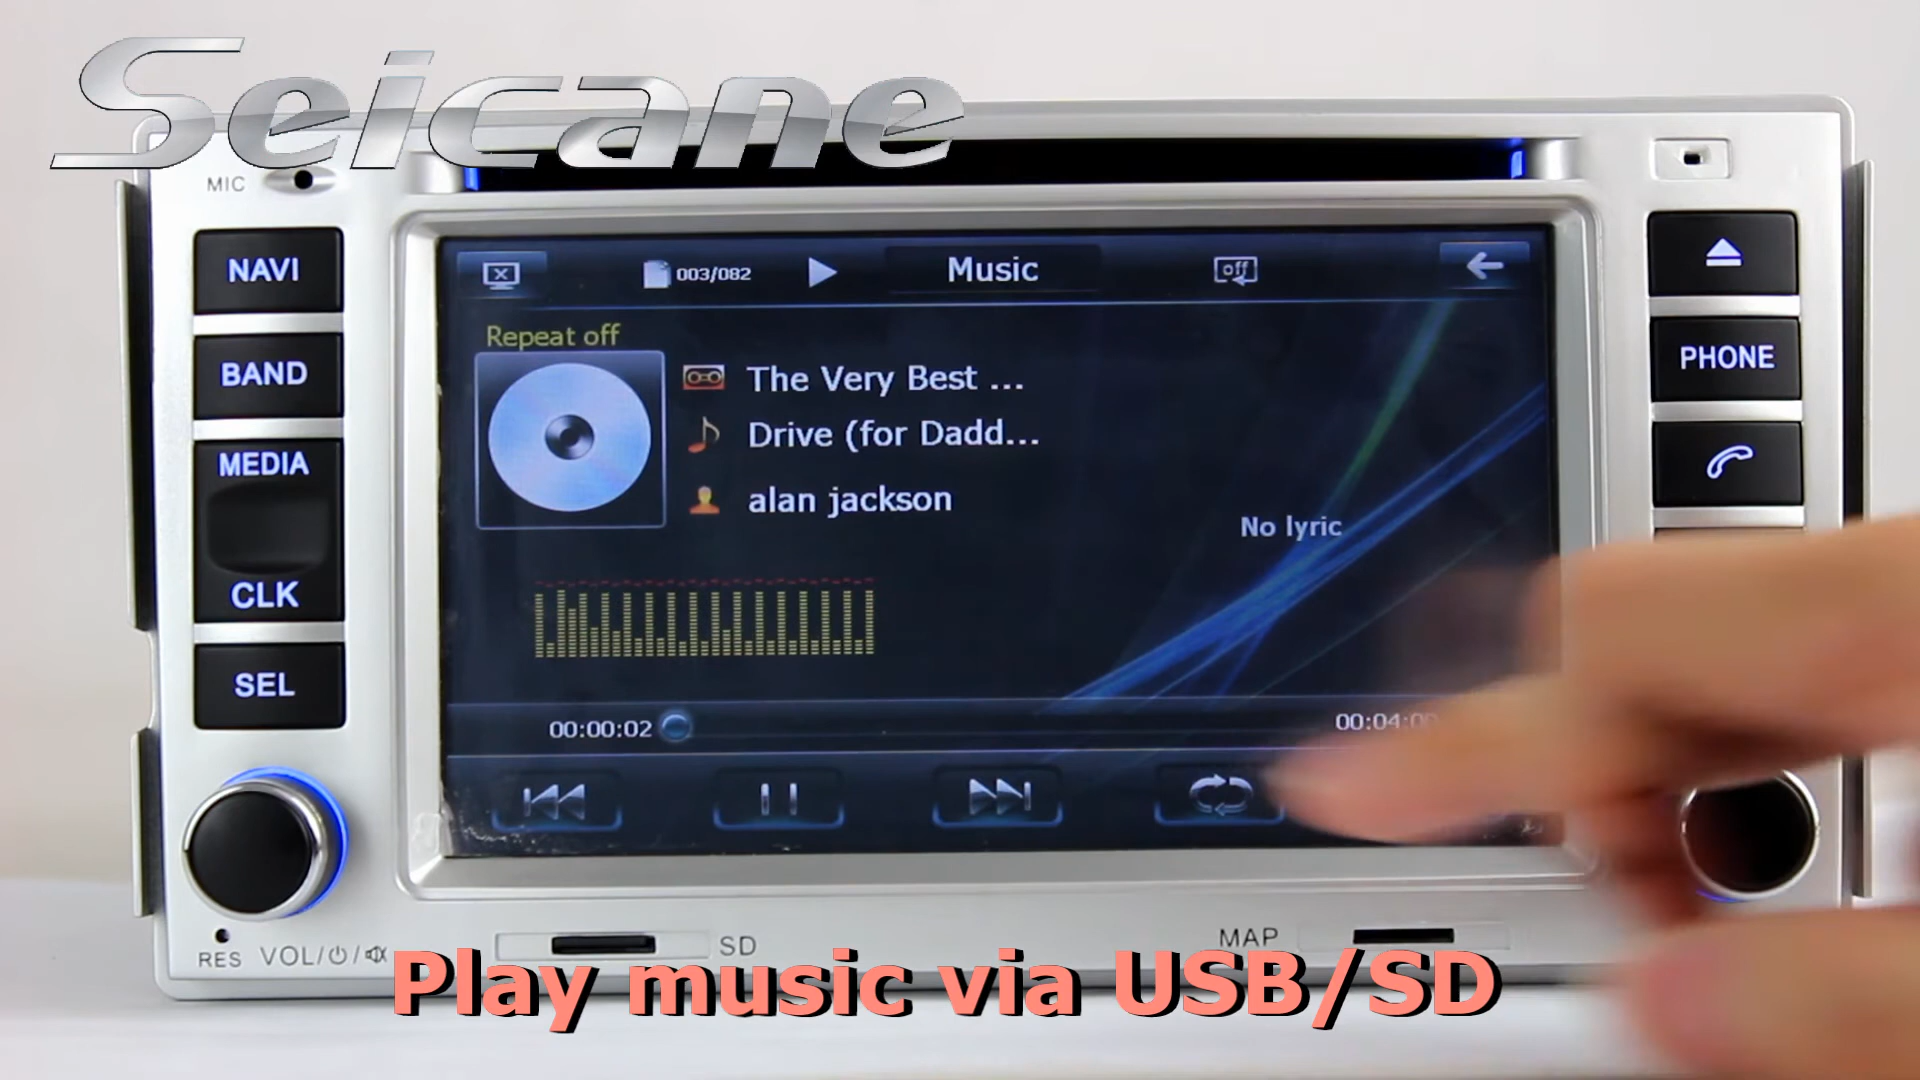 Seicane
MIC
NAVI
BAND
MEDIA
CLK
SEL
RES VOL/
003/082
Music
off
Repeat off
The Very Best ...
Drive (for Dadd...
alan jackson
No lyric
00:00:02
PHONE
SD
MAP
Play music via USB/SD